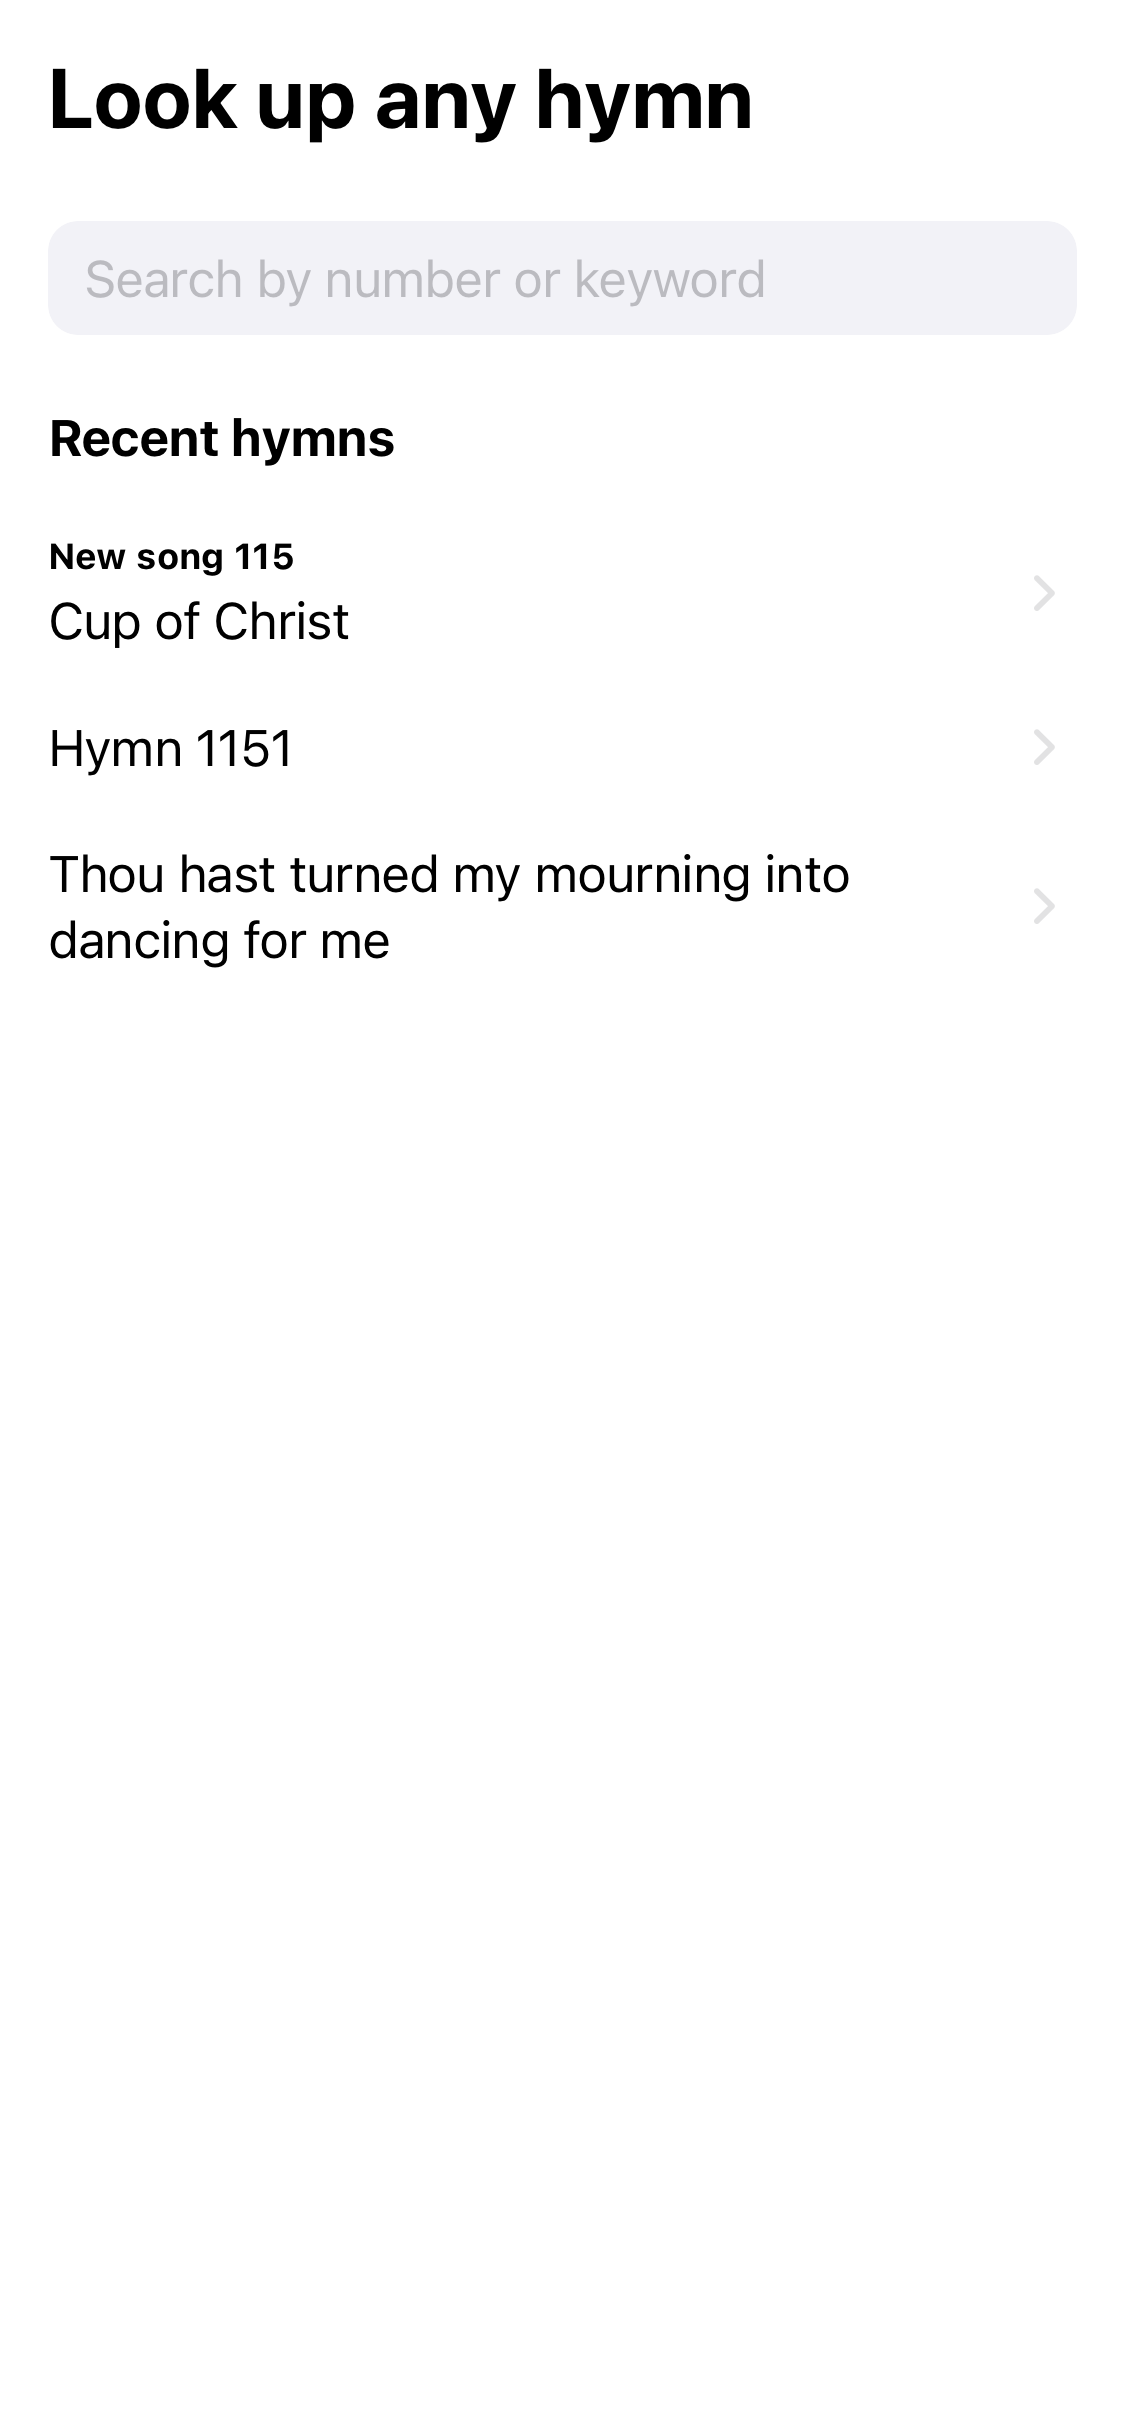 Look up any hymn
Search by number or keyword
Recent hymns
New song 115
Cup of Christ
Hymn 1151
Thou hast turned my mourning into
dancing for me